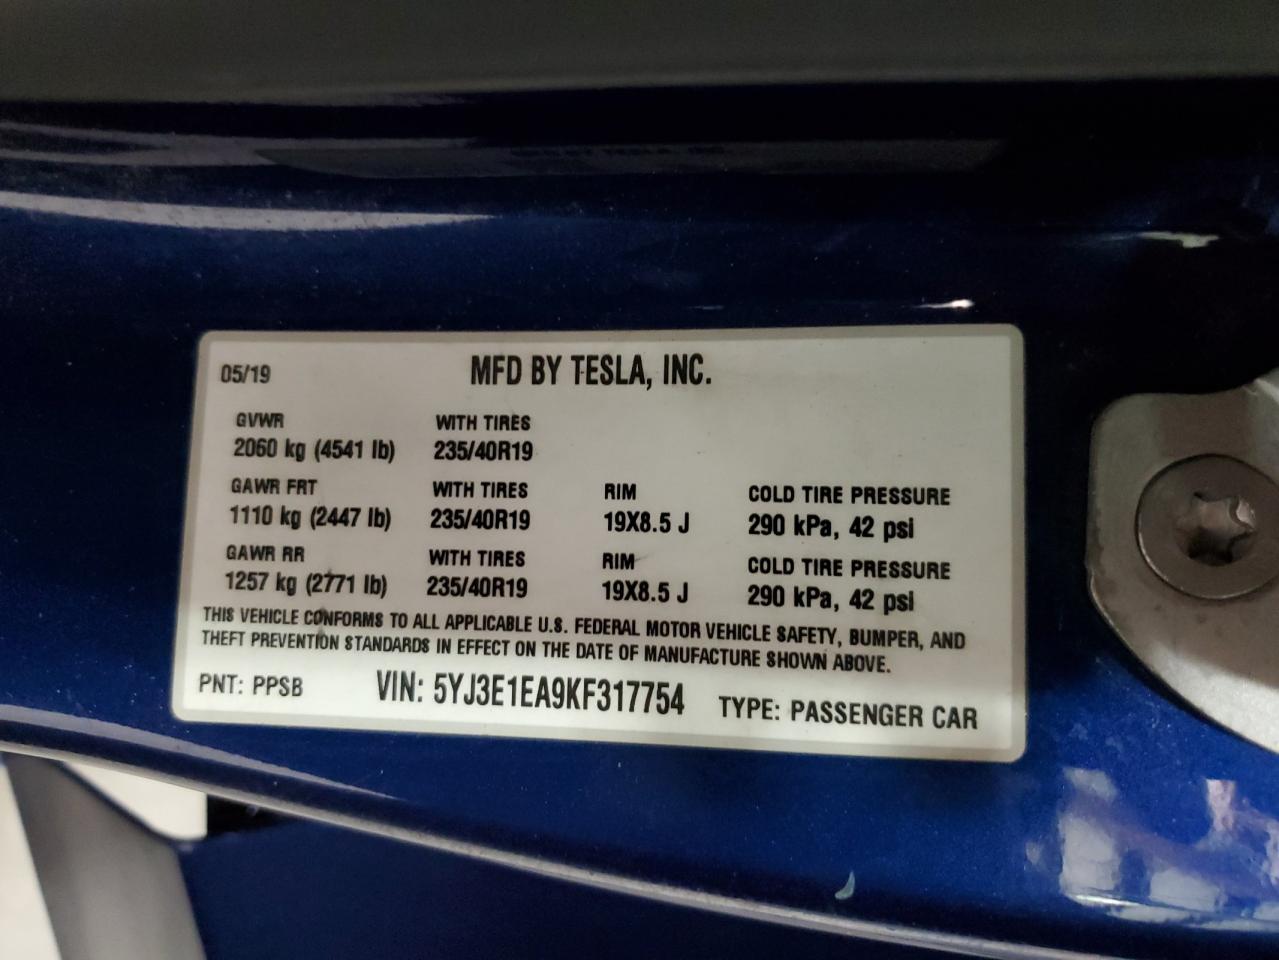 05/19 MFD BY TESLA, INC.
GVWR WITH TIRES
2060 kg (4541 lb) 235/40R19
GAWR FRT WITH TIRES RIM COLD TIRE PRESSURE
1110 kg (2447 lb) 235/40R19 19X8.5 J 290 kPa, 42 psi
GAWR RR WITH TIRES RIM COLD TIRE PRESSURE
1257 kg (2771 lb) 235/40R19 19X8.5 J 290 kPa, 42 psi
THIS VEHICLE CONFORMS TO ALL APPLICABLE U.S. FEDERAL MOTOR VEHICLE SAFETY, BUMPER, AND
THEFT PREVENTION STANDARDS IN EFFECT ON THE DATE OF MANUFACTURE SHOWN ABOVE.
PNT: PPSB VIN: 5YJ3E1EA9KF317754 TYPE: PASSENGER CAR